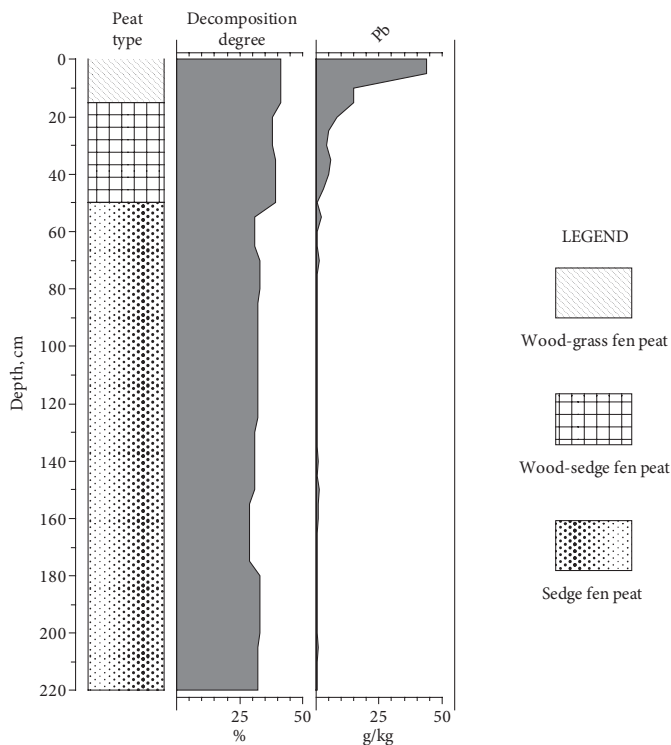 Peat
type
Decomposition
degree
Pb
0
20
40
60
80
100
120
140
160
180
200
220
Depth, cm
25
50
%
25
50
g/kg
LEGEND
Wood-grass fen peat
Wood-sedge fen peat
Sedge fen peat